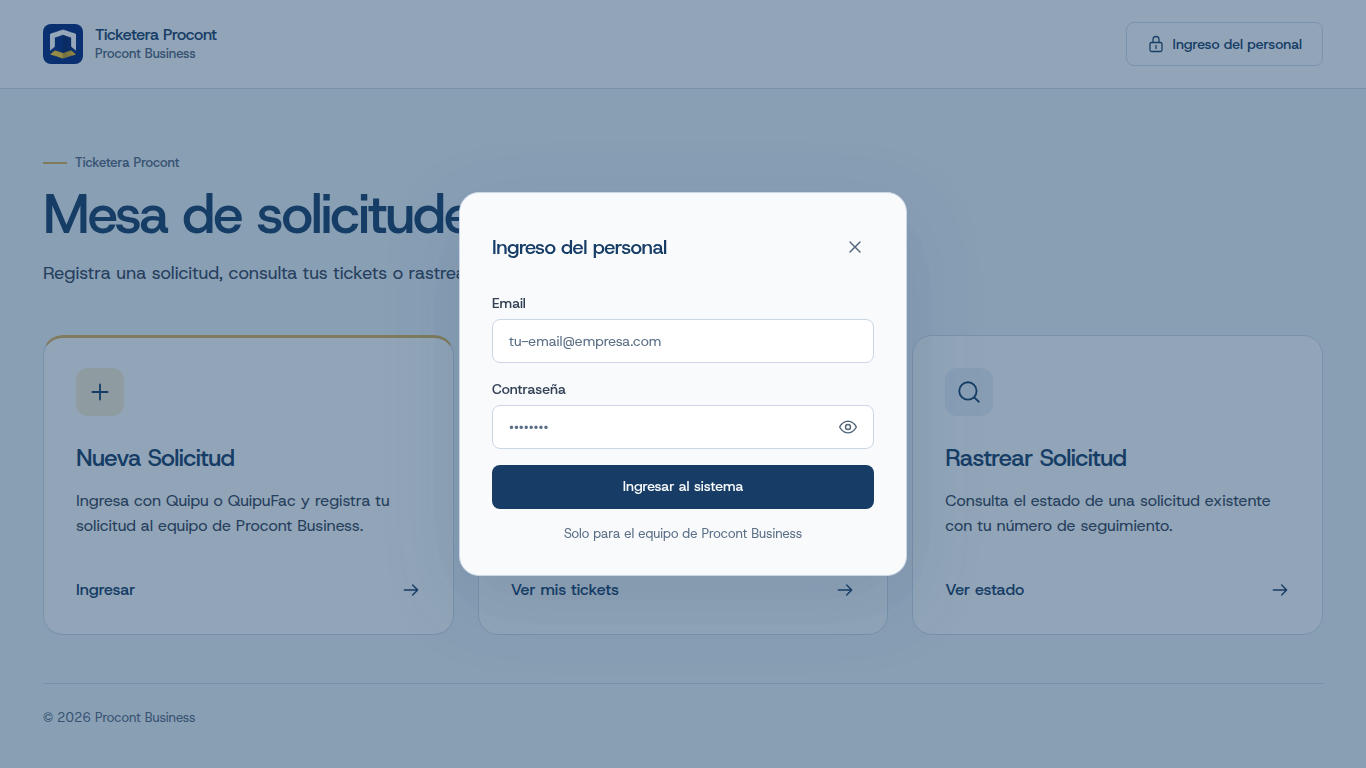 Ticketera Procont
Procont Business
Ingreso del personal
Ticketera Procont
Mesa de solicitude
Registra una solicitud, consulta tus tickets o rastrea
Ingreso del personal
Email
tu-email@empresa.com
Contraseña
••••••••
Ingresar al sistema
Solo para el equipo de Procont Business
Nueva Solicitud
Ingresa con Quipu o QuipuFac y registra tu
solicitud al equipo de Procont Business.
Ingresar
Ver mis tickets
Rastrear Solicitud
Consulta el estado de una solicitud existente
con tu número de seguimiento.
Ver estado
© 2026 Procont Business